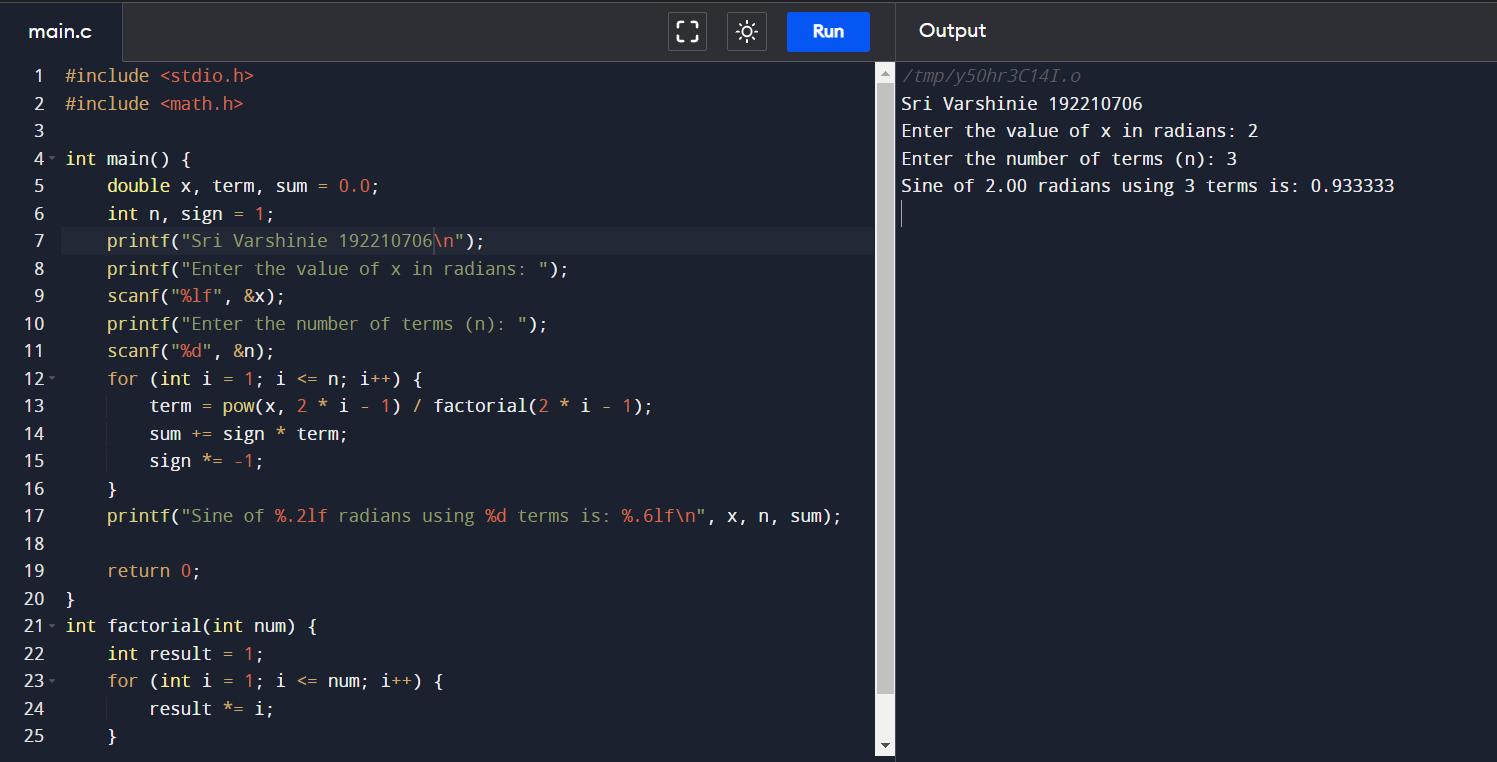 main.c
Run
Output
1 #include <stdio.h>
2 #include <math.h>
3
4 int main() {
5     double x, term, sum = 0.0;
6     int n, sign = 1;
7     printf("Sri Varshinie 192210706\n");
8     printf("Enter the value of x in radians: ");
9     scanf("%lf", &x);
10     printf("Enter the number of terms (n): ");
11     scanf("%d", &n);
12     for (int i = 1; i <= n; i++) {
13         term = pow(x, 2 * i - 1) / factorial(2 * i - 1);
14         sum += sign * term;
15         sign *= -1;
16     }
17     printf("Sine of %.2lf radians using %d terms is: %.6lf\n", x, n, sum);
18
19     return 0;
20 }
21 int factorial(int num) {
22     int result = 1;
23     for (int i = 1; i <= num; i++) {
24         result *= i;
25     }
/tmp/y50hr3C14I.o
Sri Varshinie 192210706
Enter the value of x in radians: 2
Enter the number of terms (n): 3
Sine of 2.00 radians using 3 terms is: 0.933333